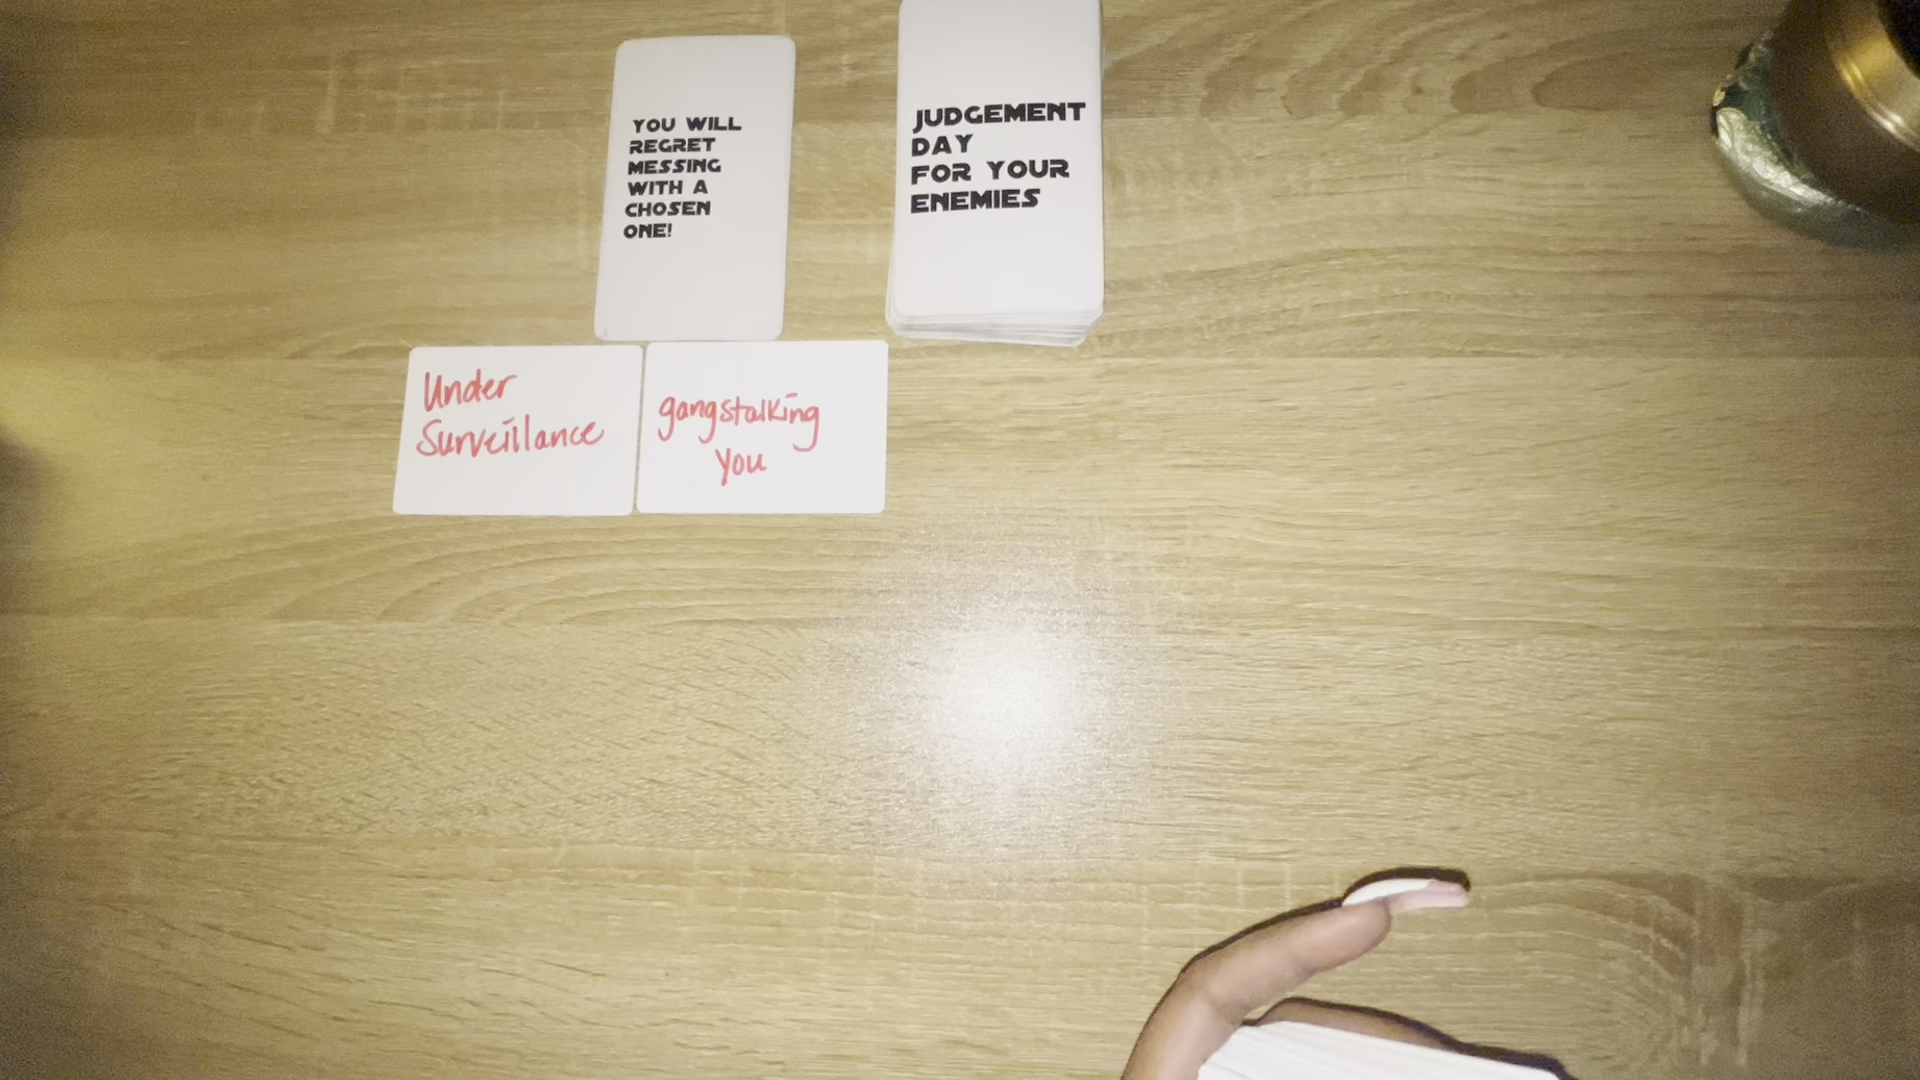 YOU WILL
REGRET
MESSING
WITH A
CHOSEN
ONE!
JUDGEMENT
DAY
FOR YOUR
ENEMIES
Under
Surveillance
gangstalking
You